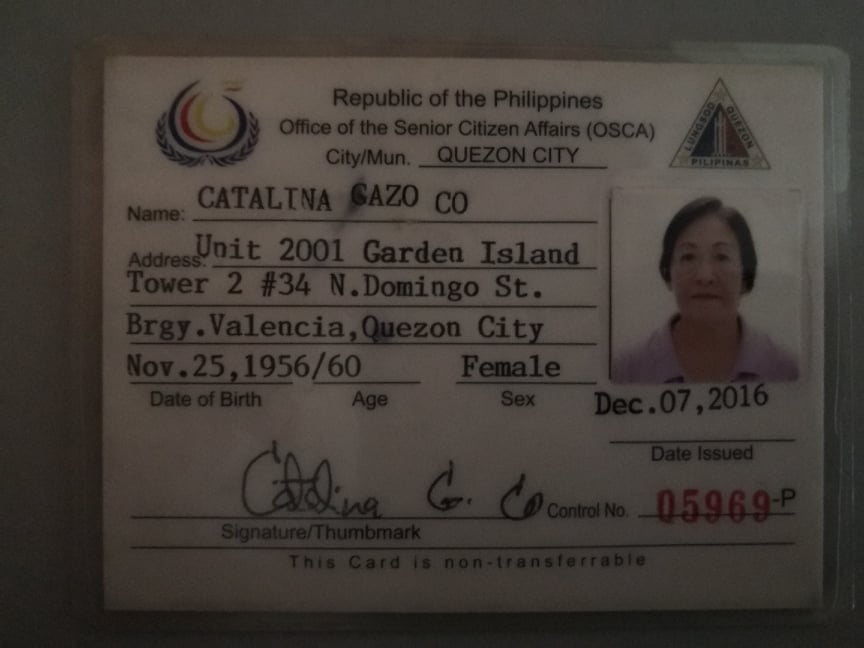 Republic of the Philippines
Office of the Senior Citizen Affairs (OSCA)
City/Mun. QUEZON CITY
LUNGSOD QUEZON
PILIPINAS
Name: CATALINA GAZO CO
Address: Unit 2001 Garden Island
Tower 2 #34 N.Domingo St.
Brgy.Valencia,Quezon City
Nov.25,1956/60 Female
Date of Birth Age Sex
Dec.07,2016
Date Issued
Catalina G. Co
Control No. 05969-P
Signature/Thumbmark
This Card is non-transferrable